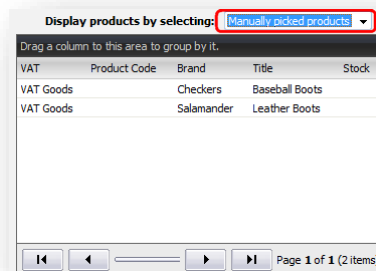 Display products by selecting: Manually picked products
Drag a column to this area to group by it.
VAT Product Code Brand Title Stock
VAT Goods Checkers Baseball Boots
VAT Goods Salamander Leather Boots
Page 1 of 1 (2 items